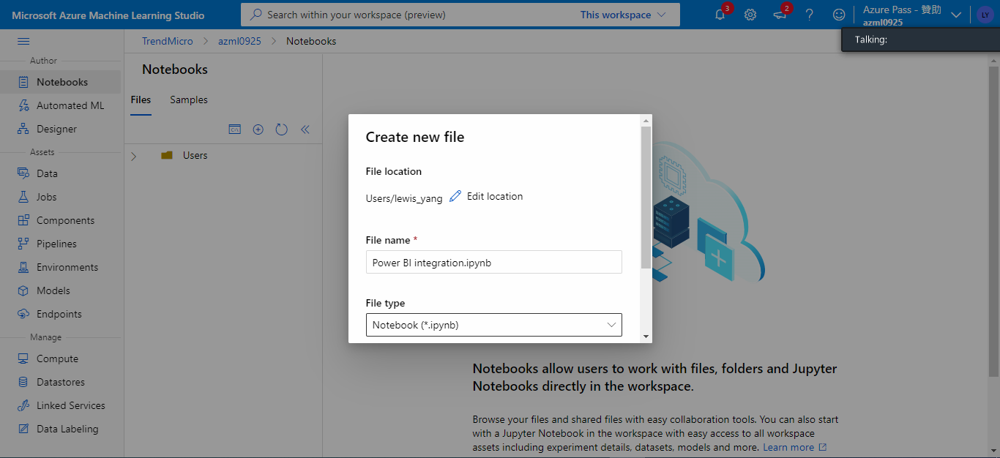 Microsoft Azure Machine Learning Studio
Search within your workspace (preview)
This workspace
3
2
?
Azure Pass - 贊助
azml0925
LY
Talking:
TrendMicro > azml0925 > Notebooks
Author
Notebooks
Automated ML
Designer
Assets
Data
Jobs
Components
Pipelines
Environments
Models
Endpoints
Manage
Compute
Datastores
Linked Services
Data Labeling
Notebooks
Files
Samples
Users
Create new file
File location
Users/lewis_yang
Edit location
File name *
Power BI integration.ipynb
File type
Notebook (*.ipynb)
Notebooks allow users to work with files, folders and Jupyter
Notebooks directly in the workspace.
Browse your files and shared files with easy collaboration tools. You can also start
with a Jupyter Notebook in the workspace with easy access to all workspace
assets including experiment details, datasets, models and more. Learn more